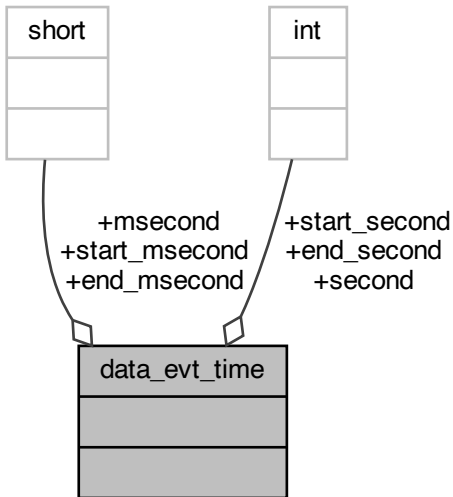 short
int
+msecond
+start_msecond
+end_msecond
+start_second
+end_second
+second
data_evt_time